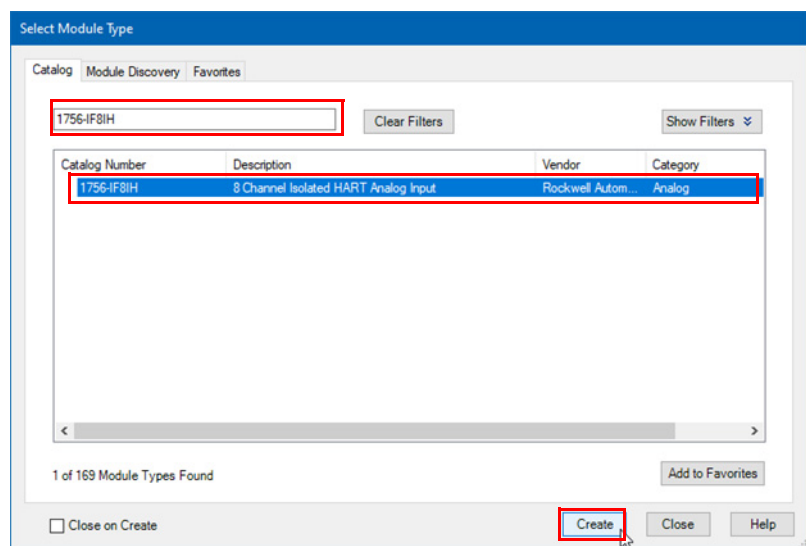 Select Module Type
Catalog Module Discovery Favorites
1756-IF8IH Clear Filters Show Filters
Catalog Number Description Vendor Category
1756-IF8IH 8 Channel Isolated HART Analog Input Rockwell Autom... Analog
1 of 169 Module Types Found Add to Favorites
Close on Create Create Close Help